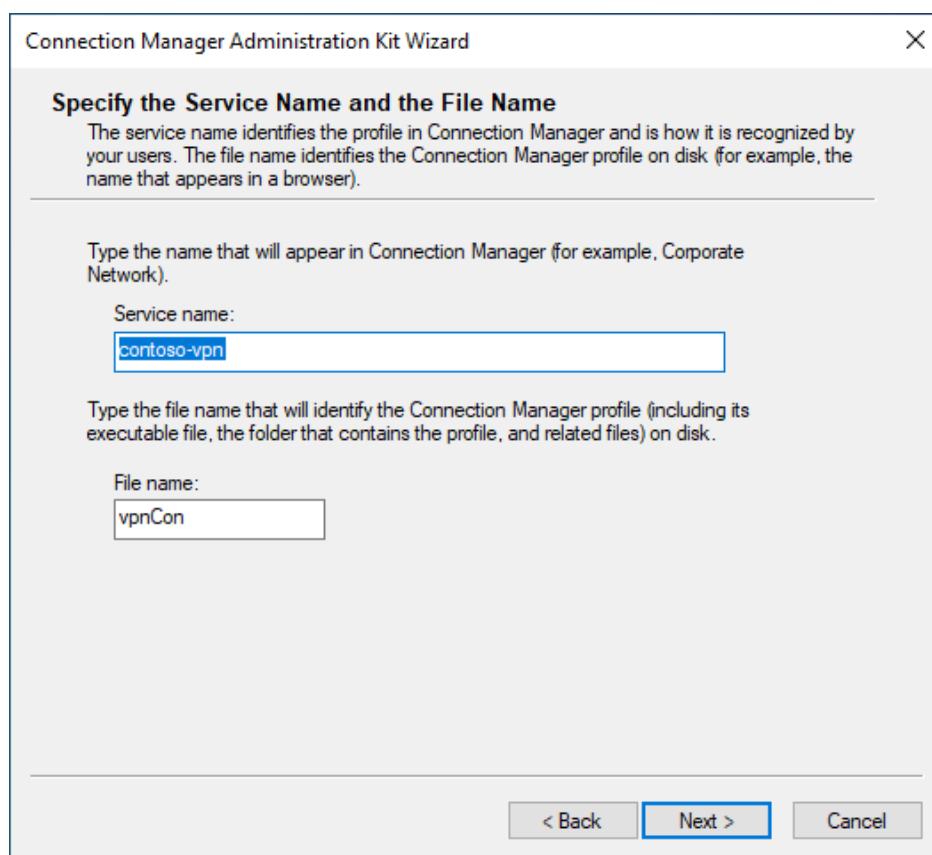 Connection Manager Administration Kit Wizard
Specify the Service Name and the File Name
The service name identifies the profile in Connection Manager and is how it is recognized by
your users. The file name identifies the Connection Manager profile on disk (for example, the
name that appears in a browser).
Type the name that will appear in Connection Manager (for example, Corporate
Network).
Service name:
contoso-vpn
Type the file name that will identify the Connection Manager profile (including its
executable file, the folder that contains the profile, and related files) on disk.
File name:
vpnCon
< Back Next > Cancel